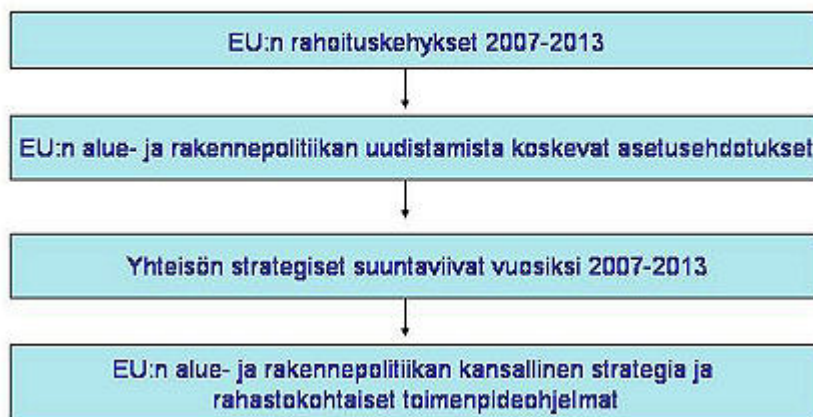 EU:n rahoituskehykset 2007-2013
EU:n alue- ja rakennepolitiikan uudistamista koskevat asetusehdotukset
Yhteisön strategiset suuntaviivat vuosiksi 2007-2013
EU:n alue- ja rakennepolitiikan kansallinen strategia ja
rahastokohtaiset toimenpideohjelmat